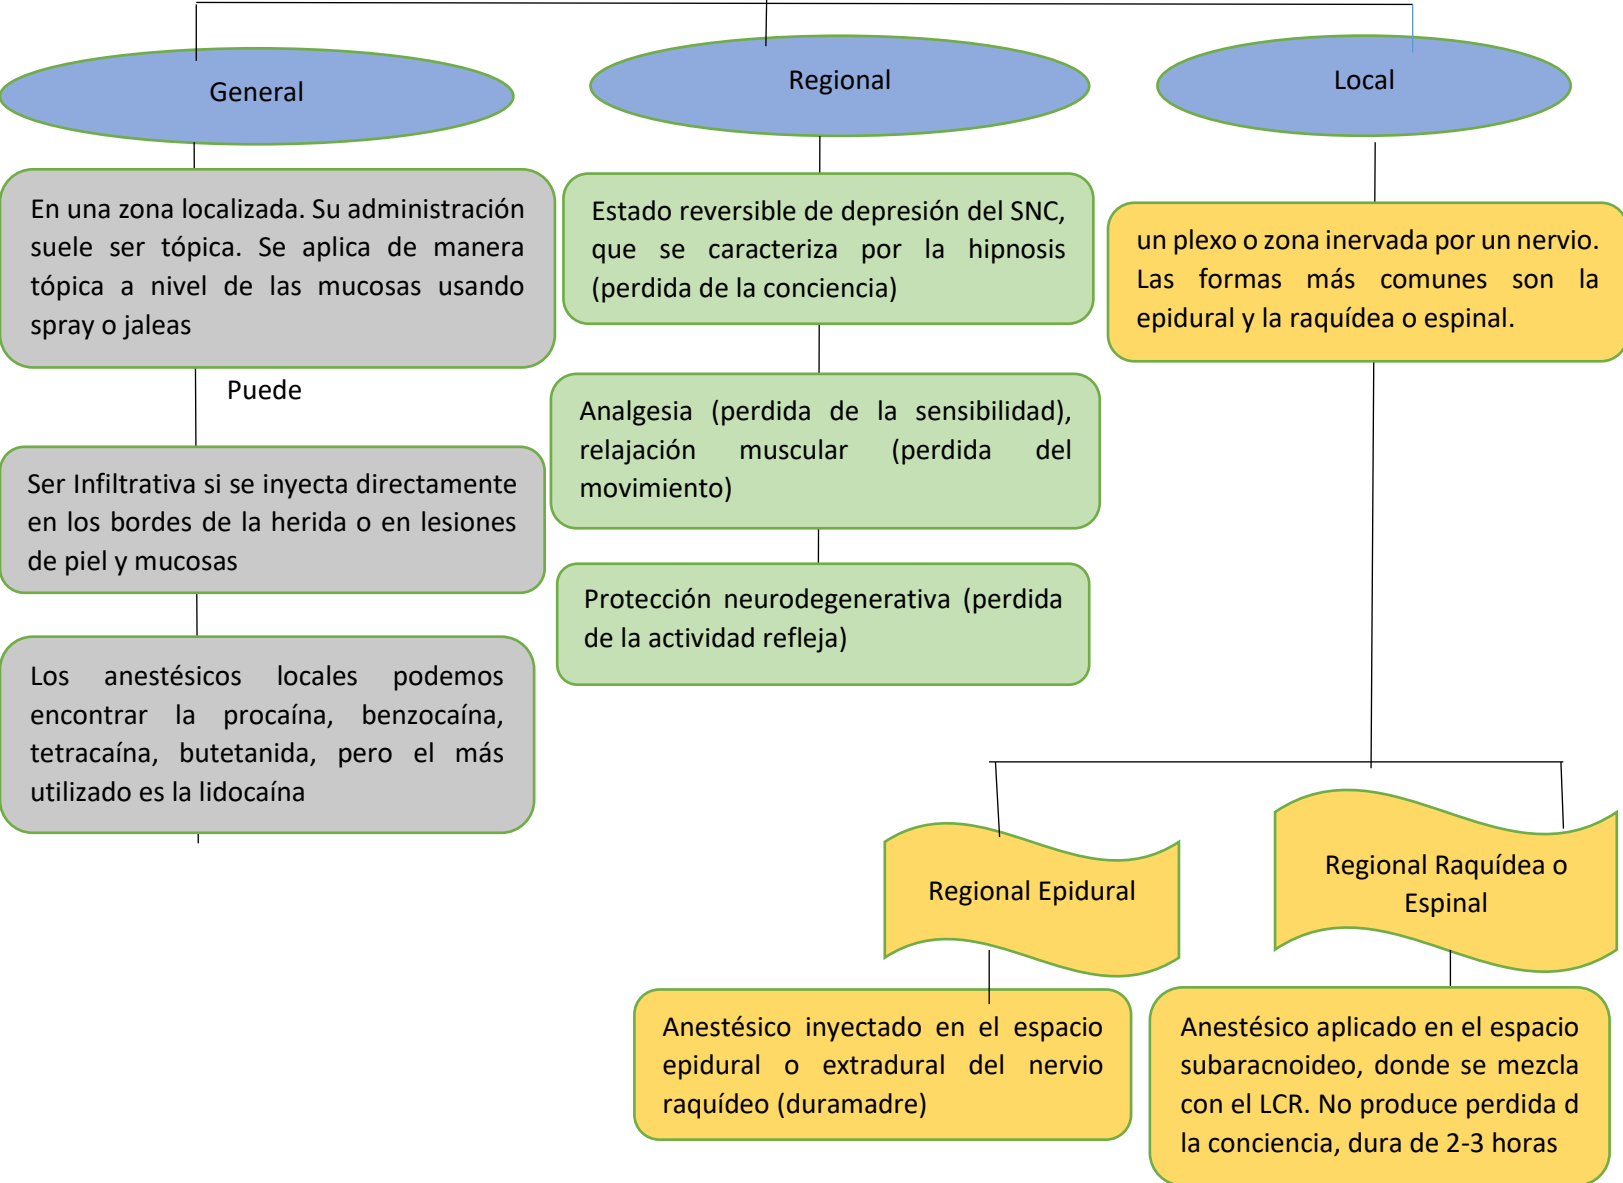 General
En una zona localizada. Su administración
suele ser tópica. Se aplica de manera
tópica a nivel de las mucosas usando
spray o jaleas
Puede
Ser Infiltrativa si se inyecta directamente
en los bordes de la herida o en lesiones
de piel y mucosas
Los anestésicos locales podemos
encontrar la procaína, benzocaína,
tetracaína, butetanida, pero el más
utilizado es la lidocaína
Regional
Estado reversible de depresión del SNC,
que se caracteriza por la hipnosis
(perdida de la conciencia)
Analgesia (perdida de la sensibilidad),
relajación muscular (perdida del
movimiento)
Protección neurodegenerativa (perdida
de la actividad refleja)
Local
un plexo o zona inervada por un nervio.
Las formas más comunes son la
epidural y la raquídea o espinal.
Regional Epidural
Anestésico inyectado en el espacio
epidural o extradural del nervio
raquídeo (duramadre)
Regional Raquídea o
Espinal
Anestésico aplicado en el espacio
subaracnoideo, donde se mezcla
con el LCR. No produce perdida d
la conciencia, dura de 2-3 horas